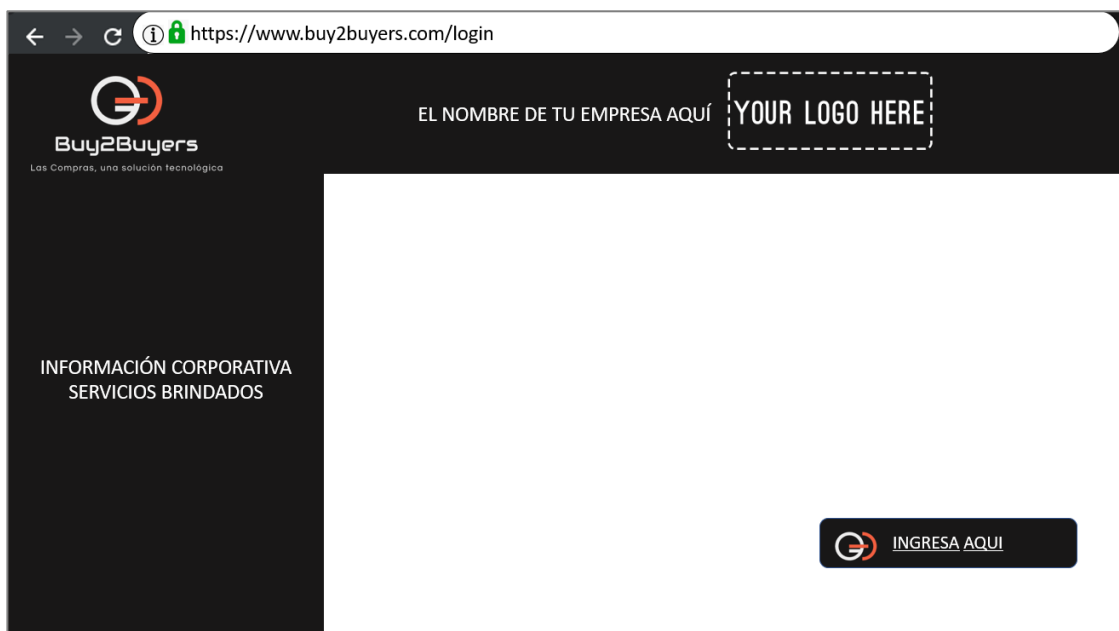 https://www.buy2buyers.com/login
Buy2Buyers
Las Compras, una solución tecnológica
EL NOMBRE DE TU EMPRESA AQUÍ
YOUR LOGO HERE
INFORMACIÓN CORPORATIVA
SERVICIOS BRINDADOS
INGRESA AQUI